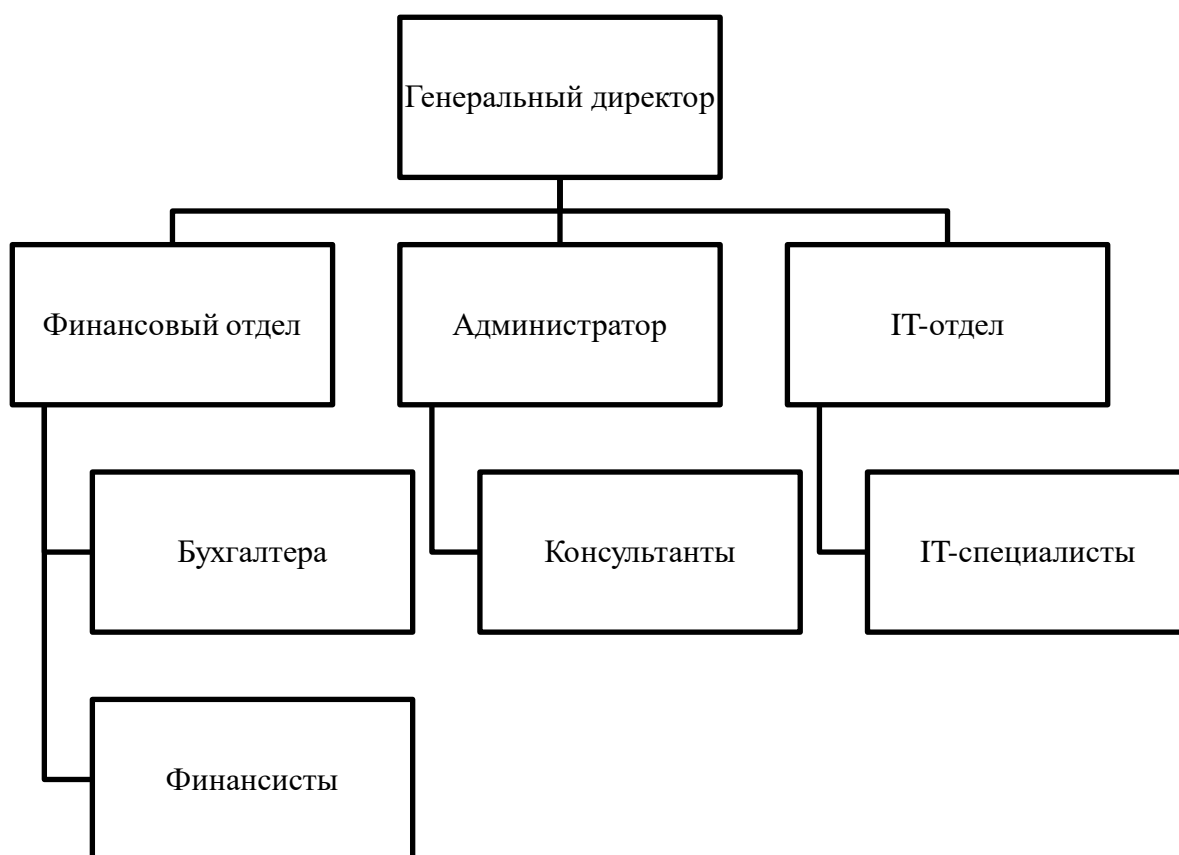 Генеральный директор
Финансовый отдел
Администратор
IT-отдел
Бухгалтера
Консультанты
IT-специалисты
Финансисты